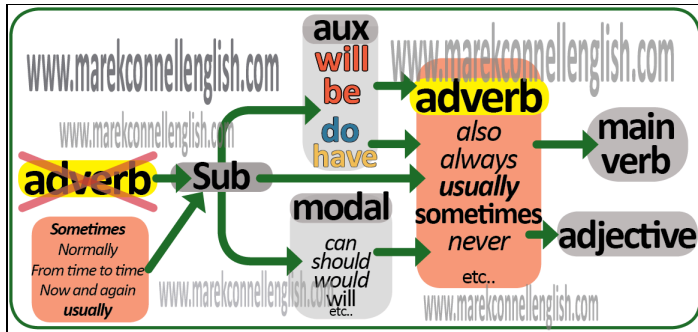 www.marekconnellenglish.com
www.marekconnellenglish.com
www.marekconnellenglish.com
adverb
Sometimes
Normally
From time to time
Now and again
usually
Sub
aux
will
be
do
have
modal
can
should
would
will
etc..
www.marekconnellenglish.com
adverb
also
always
usually
sometimes
never
etc..
www.marekconnellenglish.com
main
verb
adjective